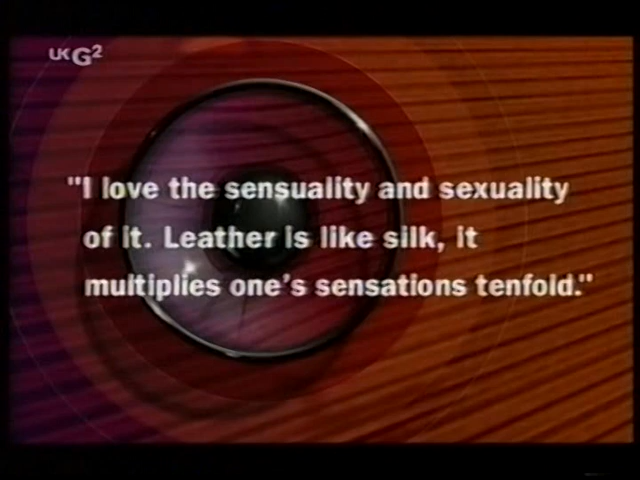 UKG2
"I love the sensuality and sexuality
of it. Leather is like silk, it
multiplies one's sensations tenfold."